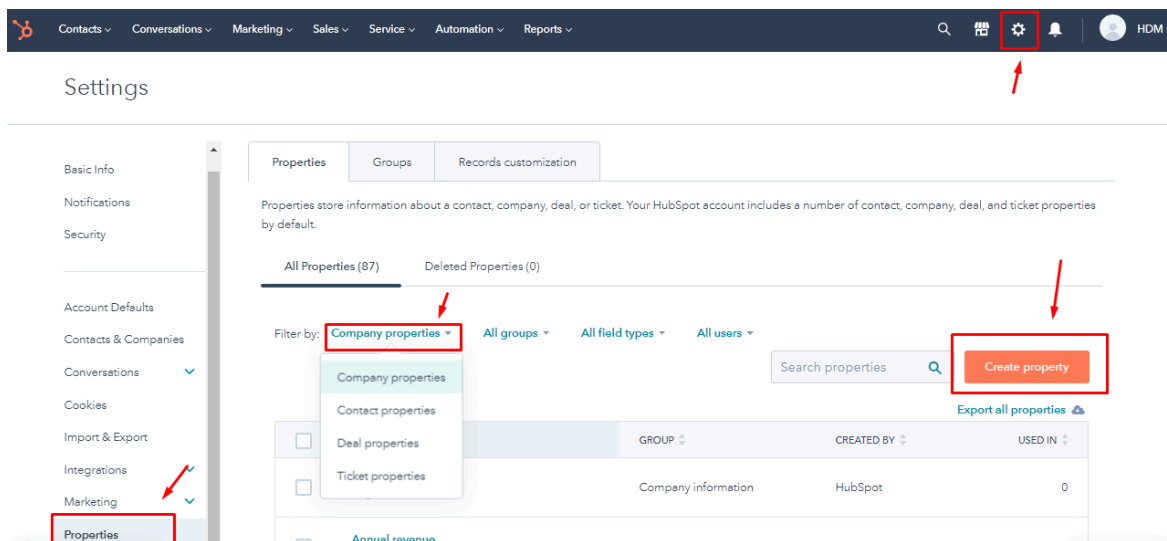 Contacts Conversations Marketing Sales Service Automation Reports HDM
Settings
Basic Info
Notifications
Security
Account Defaults
Contacts & Companies
Conversations
Cookies
Import & Export
Integrations
Marketing
Properties
Properties Groups Records customization
Properties store information about a contact, company, deal, or ticket. Your HubSpot account includes a number of contact, company, deal, and ticket properties
by default.
All Properties (87) Deleted Properties (0)
Filter by: Company properties All groups All field types All users
Company properties
Contact properties
Deal properties
Ticket properties
Search properties Create property
Export all properties
GROUP CREATED BY USED IN
Company information HubSpot 0
Annual revenue